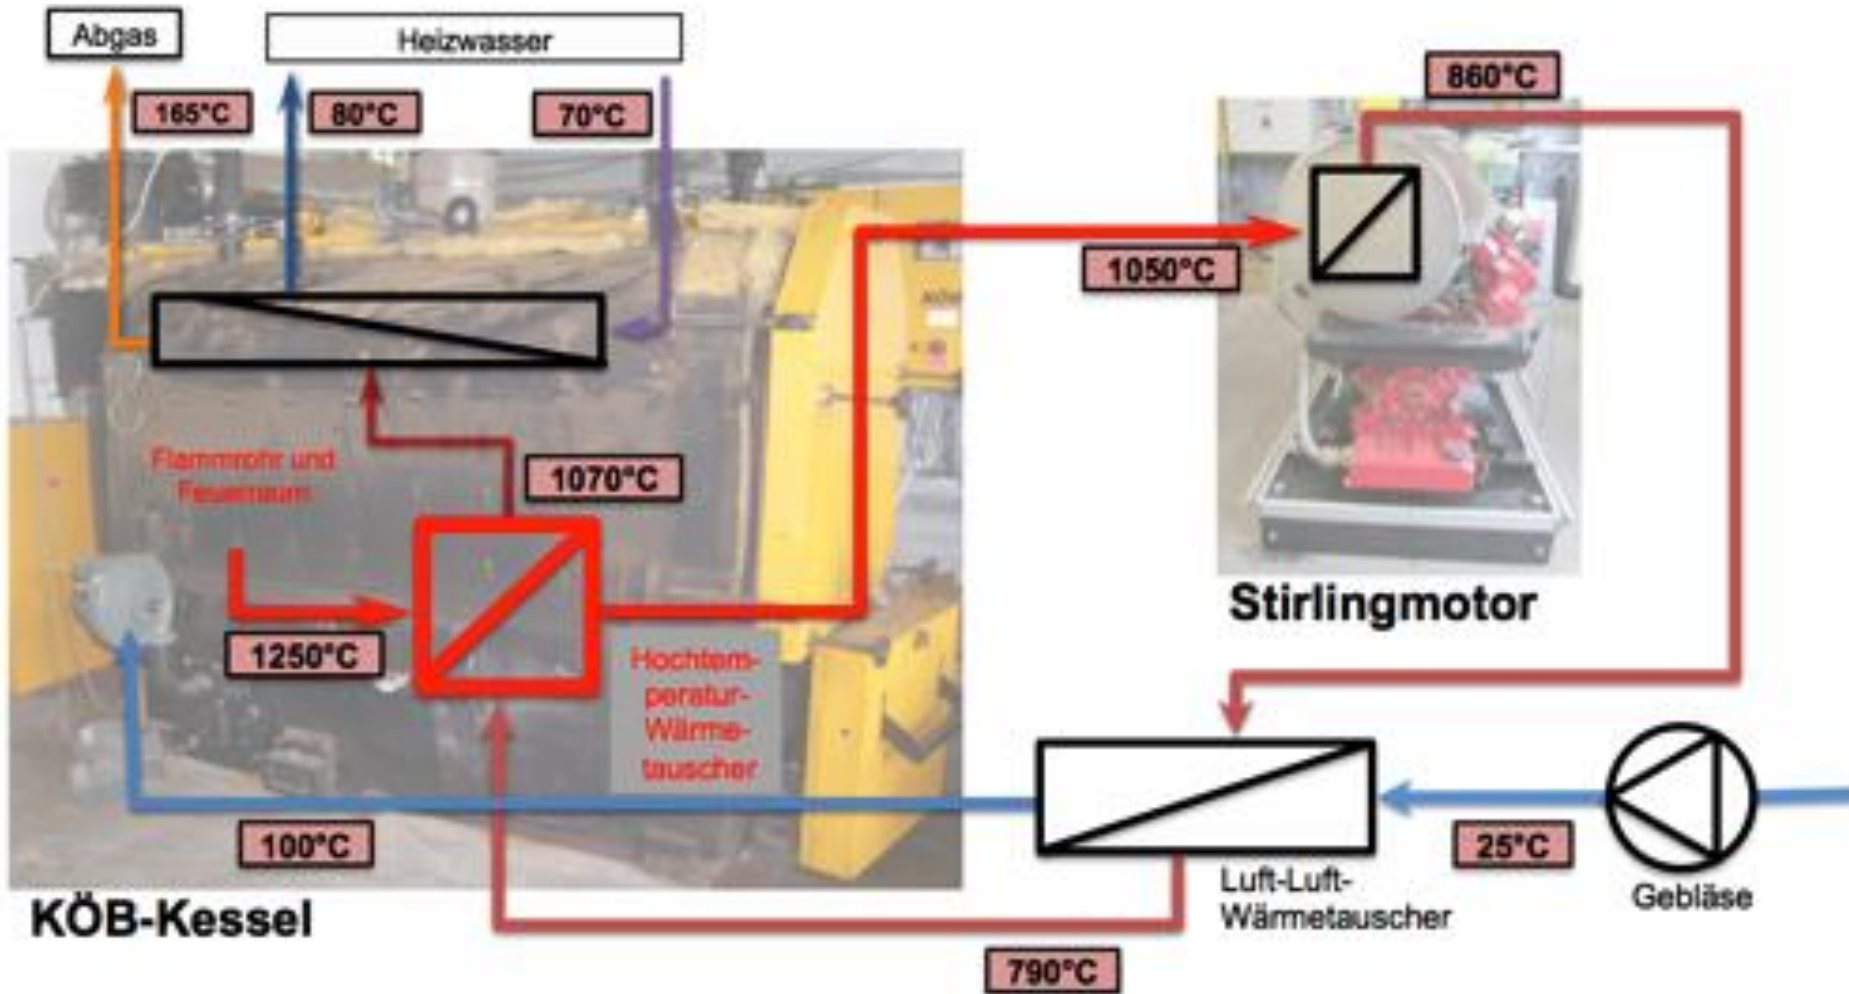 Abgas
Heizwasser
860°C
165°C
80°C
70°C
1050°C
Flammrohr und
Feuerraum
1070°C
1250°C
Hochtem-
peratur-
Wärme-
tauscher
Stirlingmotor
100°C
25°C
Luft-Luft-
Wärmetauscher
Gebläse
KÖB-Kessel
790°C